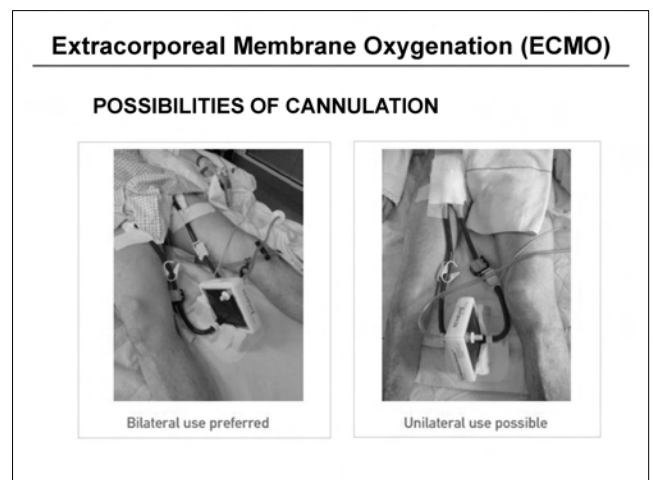 Extracorporeal Membrane Oxygenation (ECMO)
POSSIBILITIES OF CANNULATION
Bilateral use preferred
Unilateral use possible